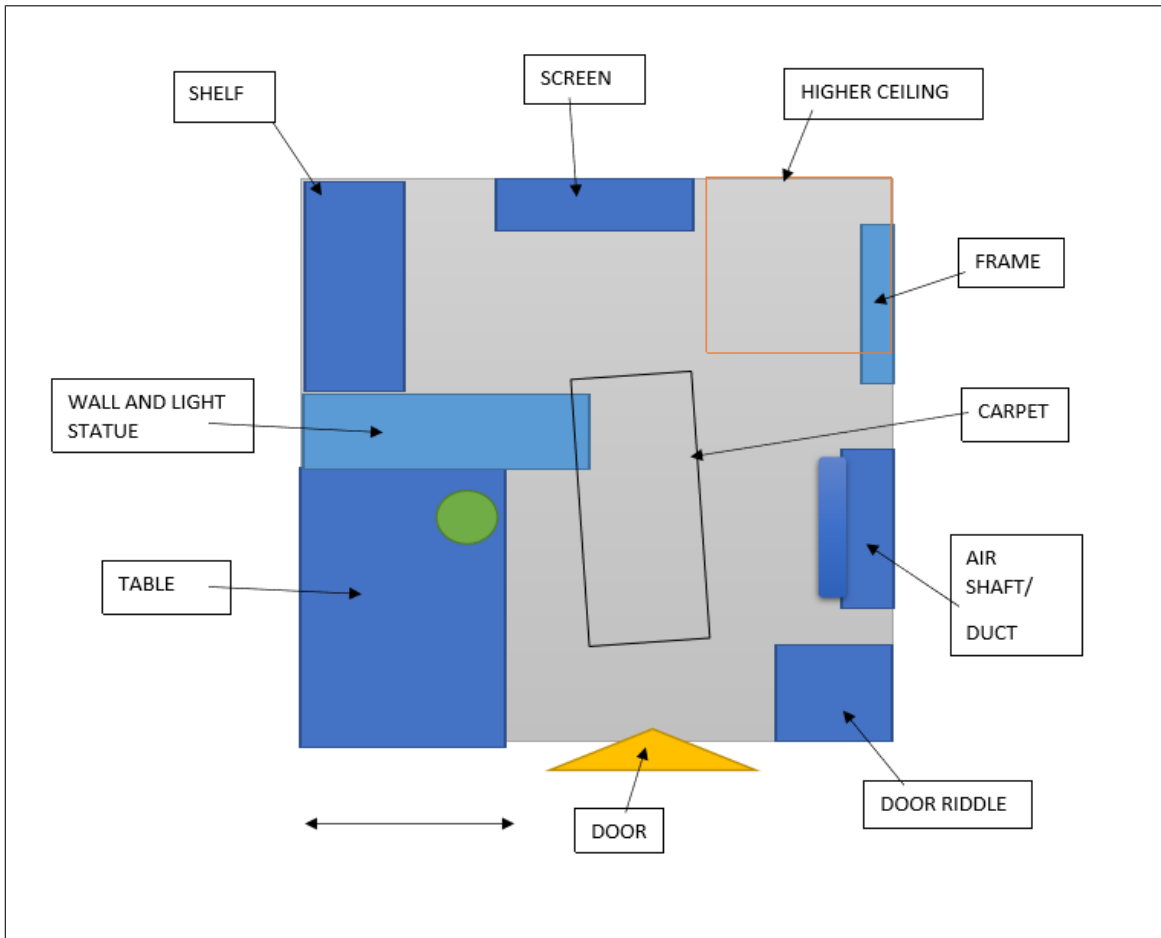 SHELF
SCREEN
HIGHER CEILING
FRAME
WALL AND LIGHT
STATUE
CARPET
TABLE
AIR
SHAFT/
DUCT
DOOR
DOOR RIDDLE